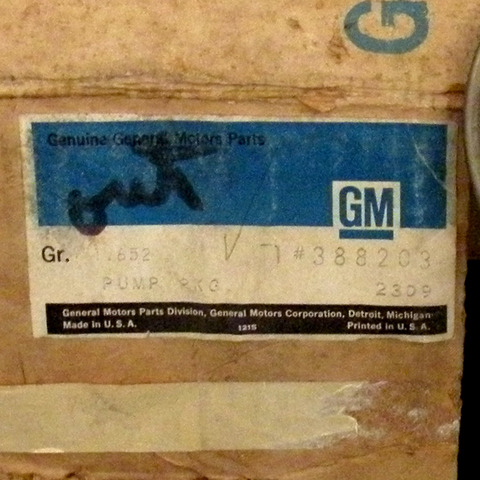 G
Genuine General Motors Parts
out
GM
Gr. 1.652 #388203
PUMP PKG 2309
General Motors Parts Division, General Motors Corporation, Detroit, Michigan
Made in U.S.A. 1215 Printed in U.S.A.